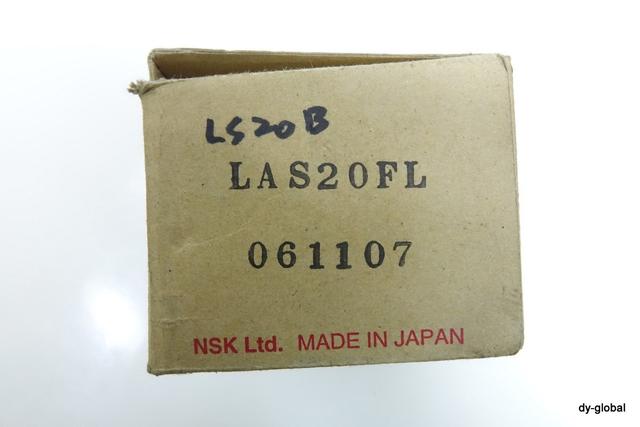 LS20B
LAS20FL
061107
NSK Ltd. MADE IN JAPAN
dy-global